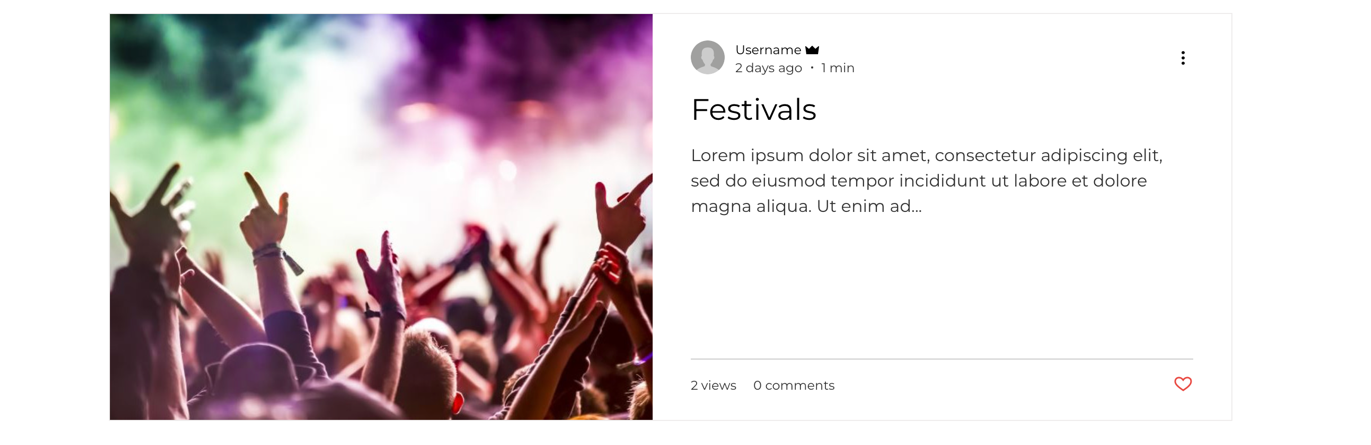 Username
2 days ago · 1 min
Festivals
Lorem ipsum dolor sit amet, consectetur adipiscing elit,
sed do eiusmod tempor incididunt ut labore et dolore
magna aliqua. Ut enim ad...
2 views 0 comments